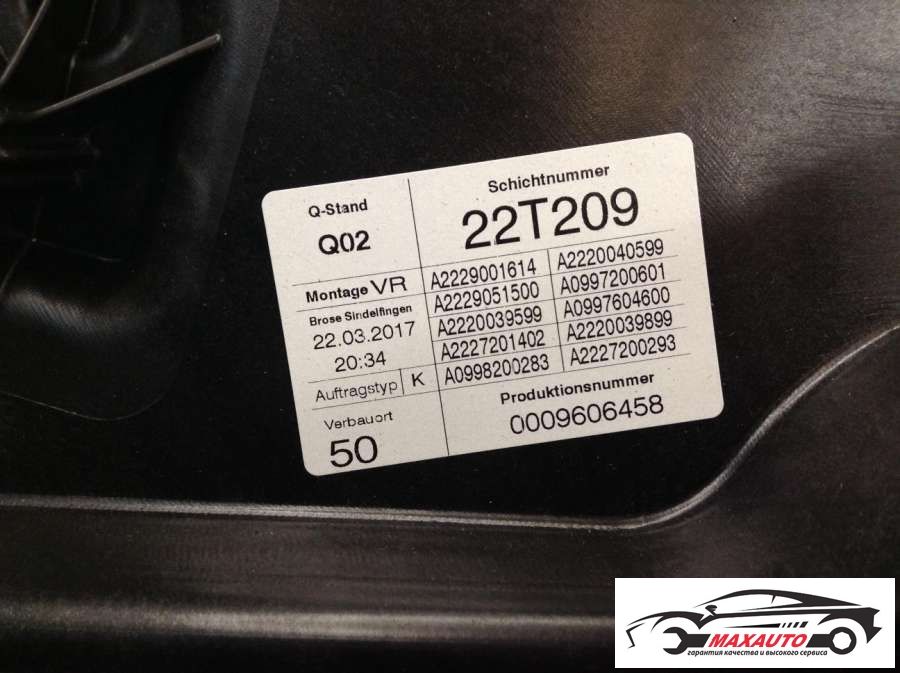 Q-Stand
Q02
Schichtnummer
22T209
Montage VR
Brose Sindelfingen
22.03.2017
20:34
Auftragstyp K
Verbauort
50
A2229001614 A2220040599
A2229051500 A0997200601
A2220039599 A0997604600
A2227201402 A2220039899
A0998200283 A2227200293
Produktionsnummer
0009606458
MAXAUTO
гарантия качества и высокого сервиса